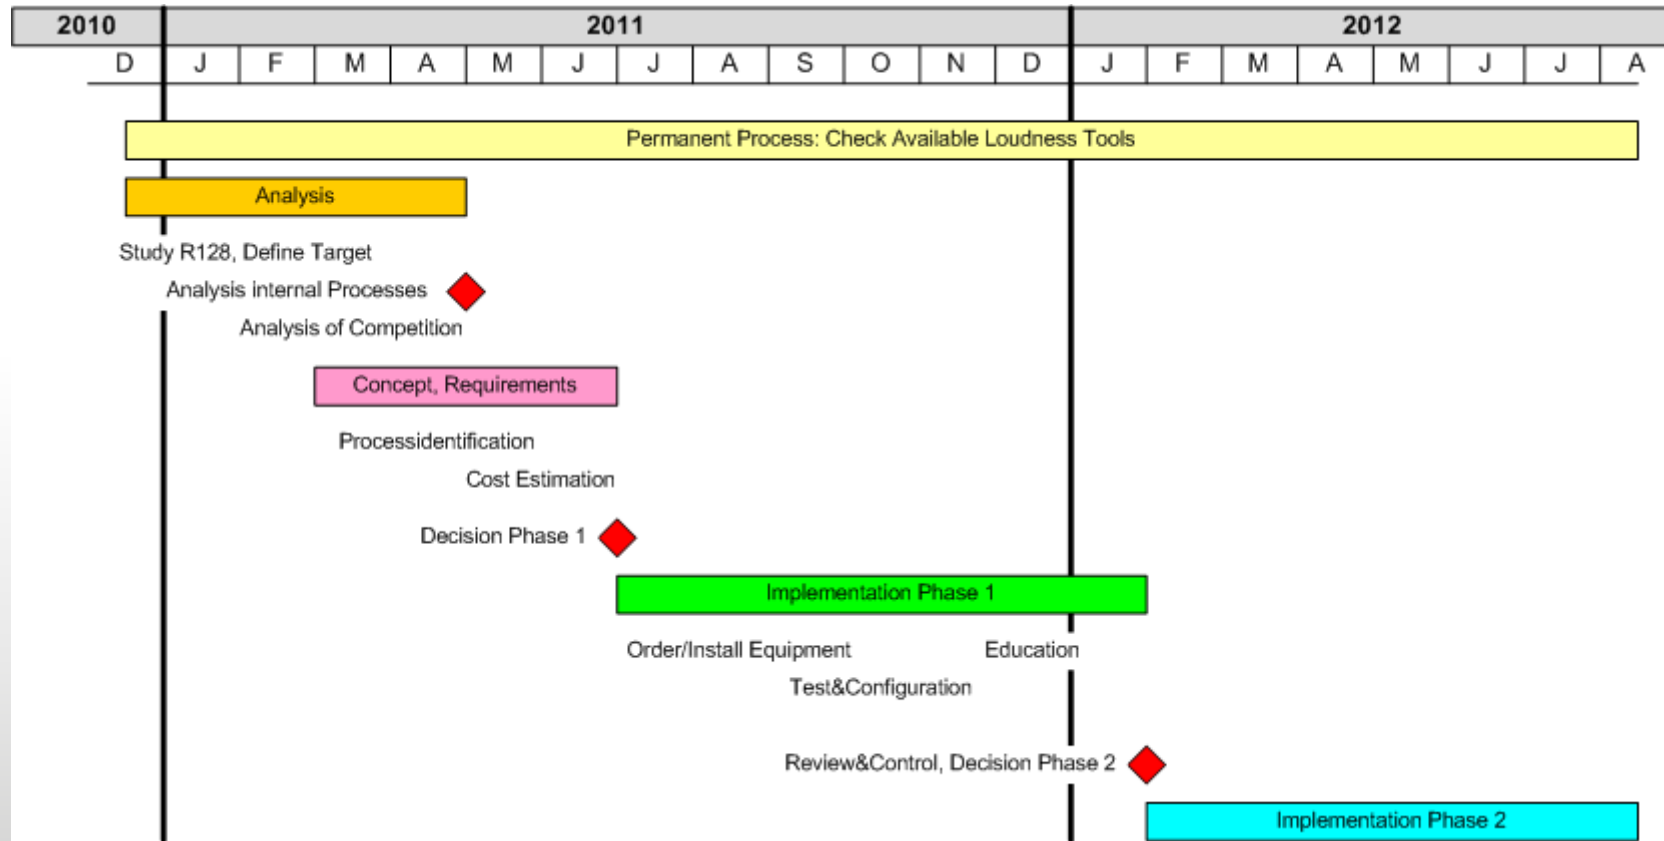 2010 2011 2012
D J F M A M J J A S O N D J F M A M J J A
Permanent Process: Check Available Loudness Tools
Analysis
Study R128, Define Target
Analysis internal Processes
Analysis of Competition
Concept, Requirements
Processidentification
Cost Estimation
Decision Phase 1
Implementation Phase 1
Order/Install Equipment Education
Test&Configuration
Review&Control, Decision Phase 2
Implementation Phase 2